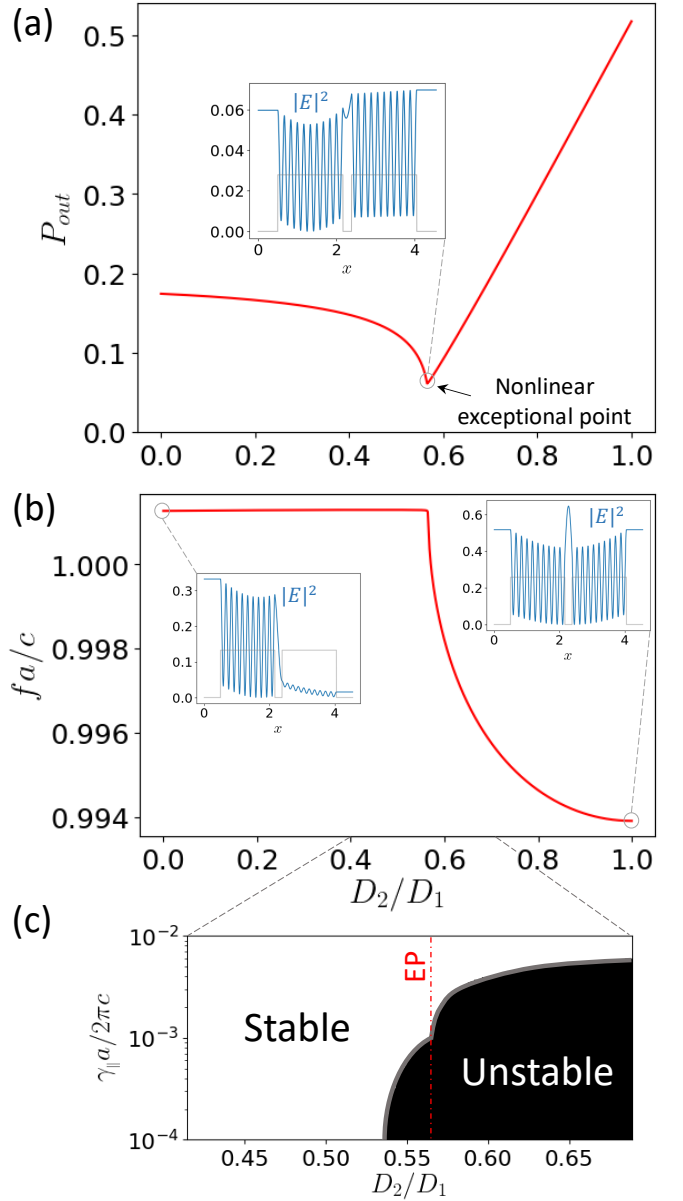 (a)
0.5
0.4
0.3
0.2
0.1
0.0
P_out
|E|²
0.06
0.04
0.02
0.00
0 2 4
x
Nonlinear
exceptional point
0.0 0.2 0.4 0.6 0.8 1.0
(b)
1.000
0.998
0.996
0.994
fa/c
|E|²
0.6
0.4
0.2
0.0
0 2 4
x
|E|²
0.3
0.2
0.1
0.0
0 2 4
x
0.0 0.2 0.4 0.6 0.8 1.0
D₂/D₁
(c)
10⁻²
10⁻³
10⁻⁴
γ∥a/2πc
EP
Stable
Unstable
0.45 0.50 0.55 0.60 0.65
D₂/D₁